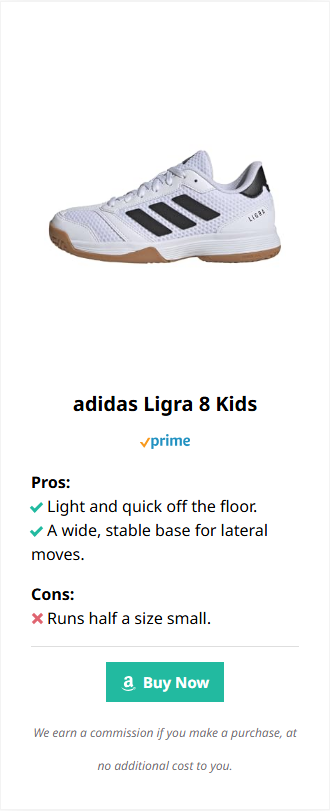 LIGRA
adidas Ligra 8 Kids
prime
Pros:
Light and quick off the floor.
A wide, stable base for lateral
moves.
Cons:
Runs half a size small.
Buy Now
We earn a commission if you make a purchase, at
no additional cost to you.